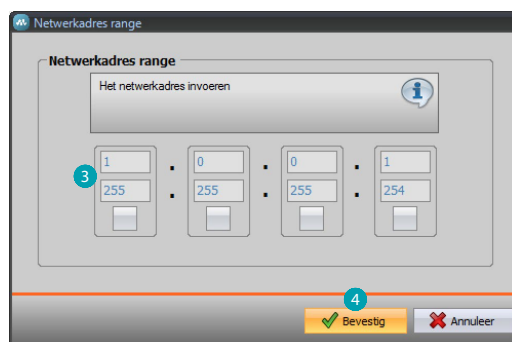 Netwerkadres range
Netwerkadres range
Het netwerkadres invoeren
1 . 0 . 0 . 1
3
255 . 255 . 255 . 254
4
Bevestig Annuleer